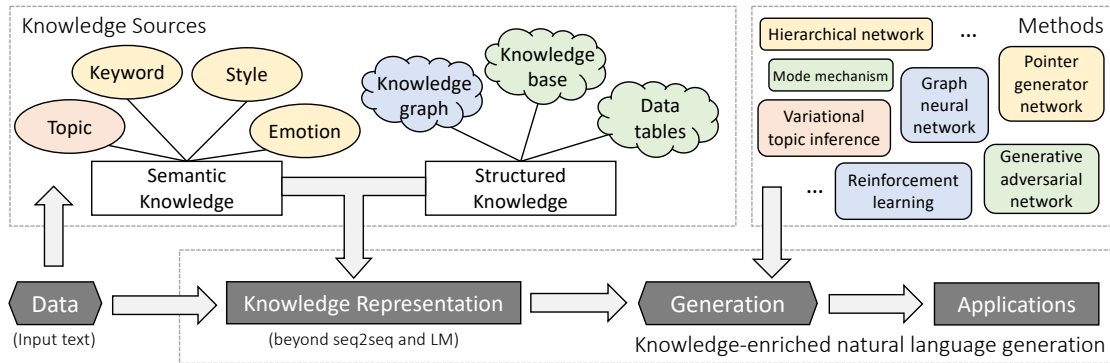 Knowledge Sources
Keyword
Style
Topic
Emotion
Knowledge
graph
Knowledge
base
Data
tables
Semantic
Knowledge
Structured
Knowledge
Methods
Hierarchical network
...
Mode mechanism
Graph
neural
network
Pointer
generator
network
Variational
topic inference
...
Reinforcement
learning
Generative
adversarial
network
Data
(Input text)
Knowledge Representation
(beyond seq2seq and LM)
Generation
Applications
Knowledge-enriched natural language generation